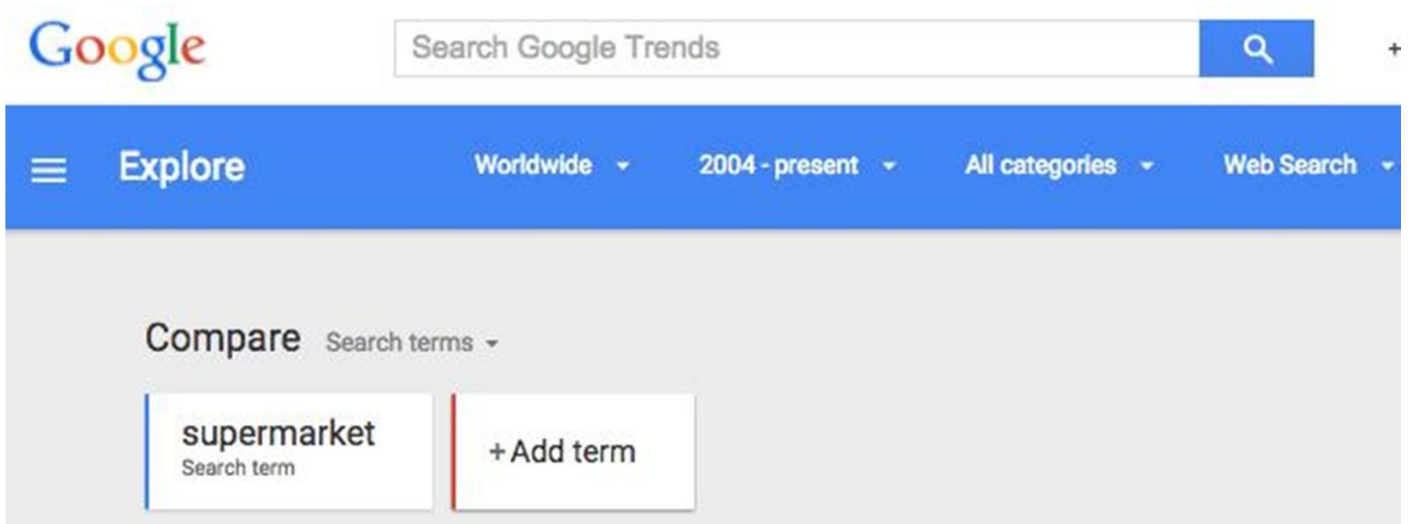 Google Search Google Trends +
Explore Worldwide 2004 - present All categories Web Search
Compare Search terms
supermarket +Add term
Search term